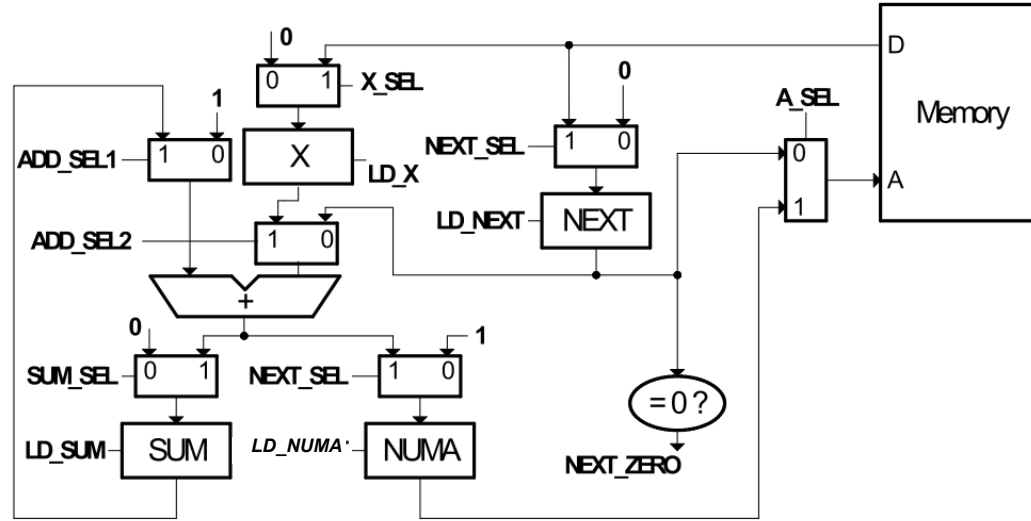 0
D
0 1
X_SEL
0
A_SEL
Memory
1
1 0
ADD_SEL1
X
LD_X
NEXT_SEL
1 0
0
A
1
LD_NEXT
NEXT
ADD_SEL2
1 0
+
0
1
SUM_SEL
0 1
NEXT_SEL
1 0
=0?
LD_SUM
SUM
LD_NUMA
NUMA
NEXT_ZERO